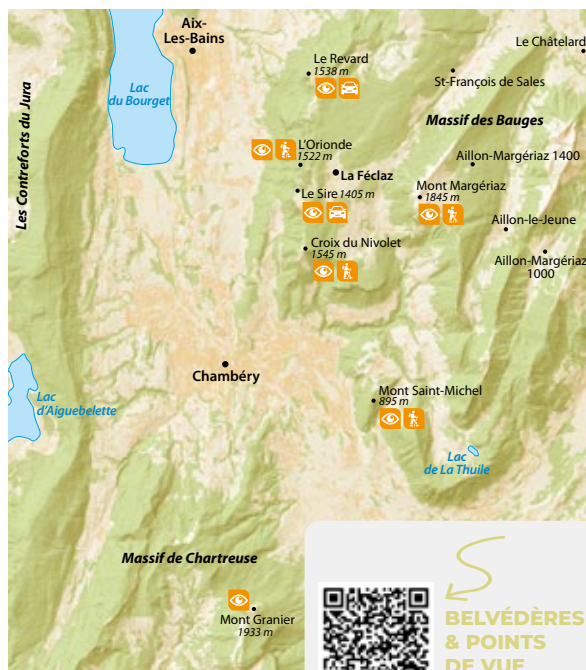 Aix-
Les-Bains
Le Châtelard
Le Revard
1538 m
St-François de Sales
Lac
du Bourget
Les Contreforts du Jura
Massif des Bauges
L'Orionde
1522 m
Aillon-Margériaz 1400
La Féclaz
Mont Margériaz
1845 m
Le Sire 1405 m
Aillon-le-Jeune
Croix du Nivolet
1545 m
Aillon-Margériaz
1000
Chambéry
Lac
d'Aiguebelette
Mont Saint-Michel
895 m
Lac
de La Thuile
Massif de Chartreuse
Mont Granier
1933 m
BELVÉDÈRES
& POINTS
DE VUE